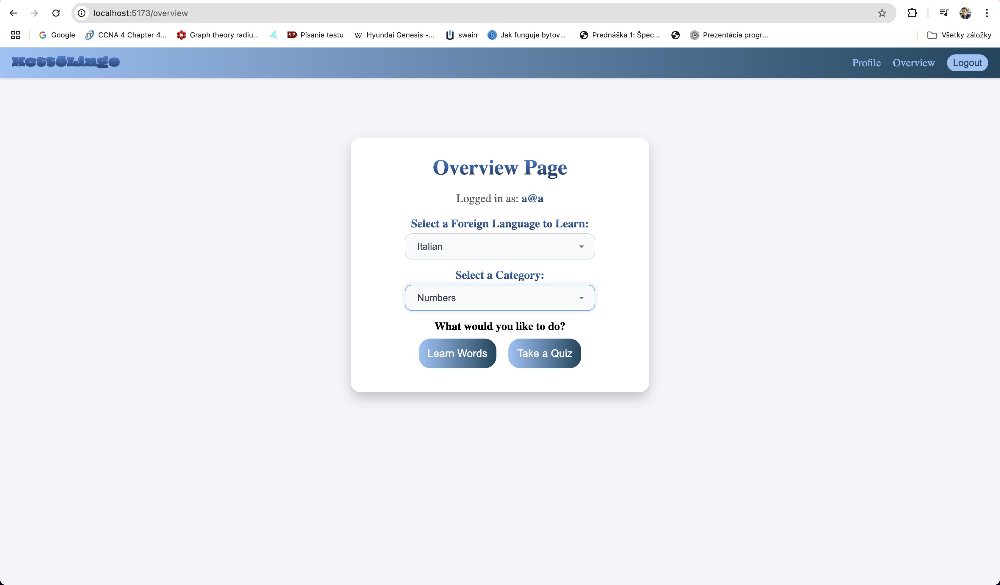 localhost:5173/overview
Google
CCNA 4 Chapter 4...
Graph theory radiu...
AIS
Písanie testu
Hyundai Genesis -...
swain
Jak funguje bytov...
Prednáška 1: Špec...
Prezentácia progr...
Všetky záložky
KettőLingo
Profile
Overview
Logout
Overview Page
Logged in as: a@a
Select a Foreign Language to Learn:
Italian
Select a Category:
Numbers
What would you like to do?
Learn Words
Take a Quiz